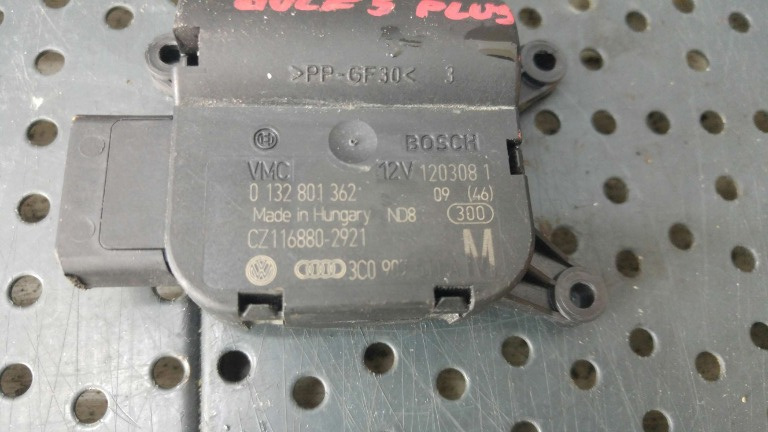 GOLF 5 PLUS
>PP-GF30< 3
BOSCH
VMC 12V 120308 1
0 132 801 362 09 (46)
Made in Hungary ND8 300
CZ116880-2921 M
3C0